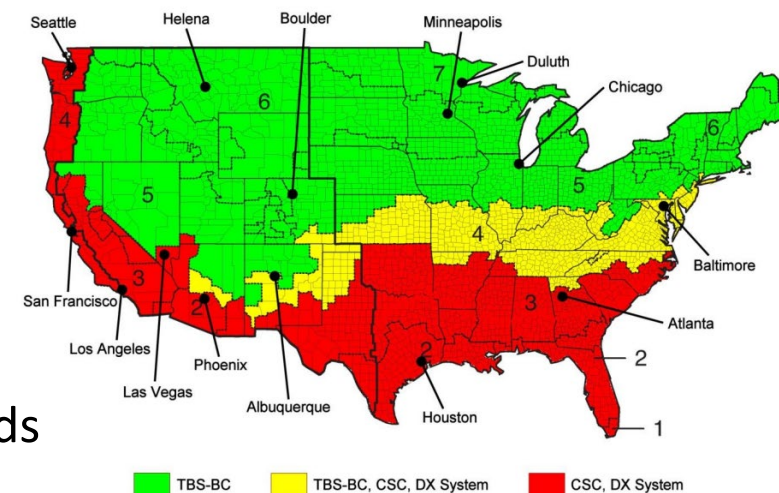 Seattle
Helena
Boulder
Minneapolis
Duluth
Chicago
7
6
6
4
5
5
4
3
3
2
2
2
1
Baltimore
San Francisco
Los Angeles
Las Vegas
Phoenix
Albuquerque
Houston
Atlanta
ds
TBS-BC
TBS-BC, CSC, DX System
CSC, DX System